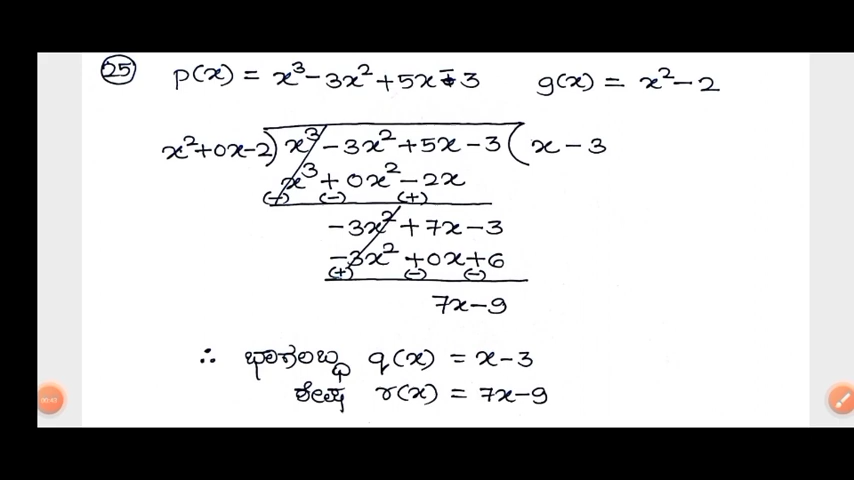 25 p(x) = x³ - 3x² + 5x - 3 g(x) = x² - 2
x² + 0x - 2) x³ - 3x² + 5x - 3 ( x - 3
x³ + 0x² - 2x
(-) (-) (+)
-3x² + 7x - 3
-3x² + 0x + 6
(+) (-) (-)
7x - 9
∴ ಭಾಗಲಬ್ಧ q(x) = x - 3
ಶೇಷ r(x) = 7x - 9